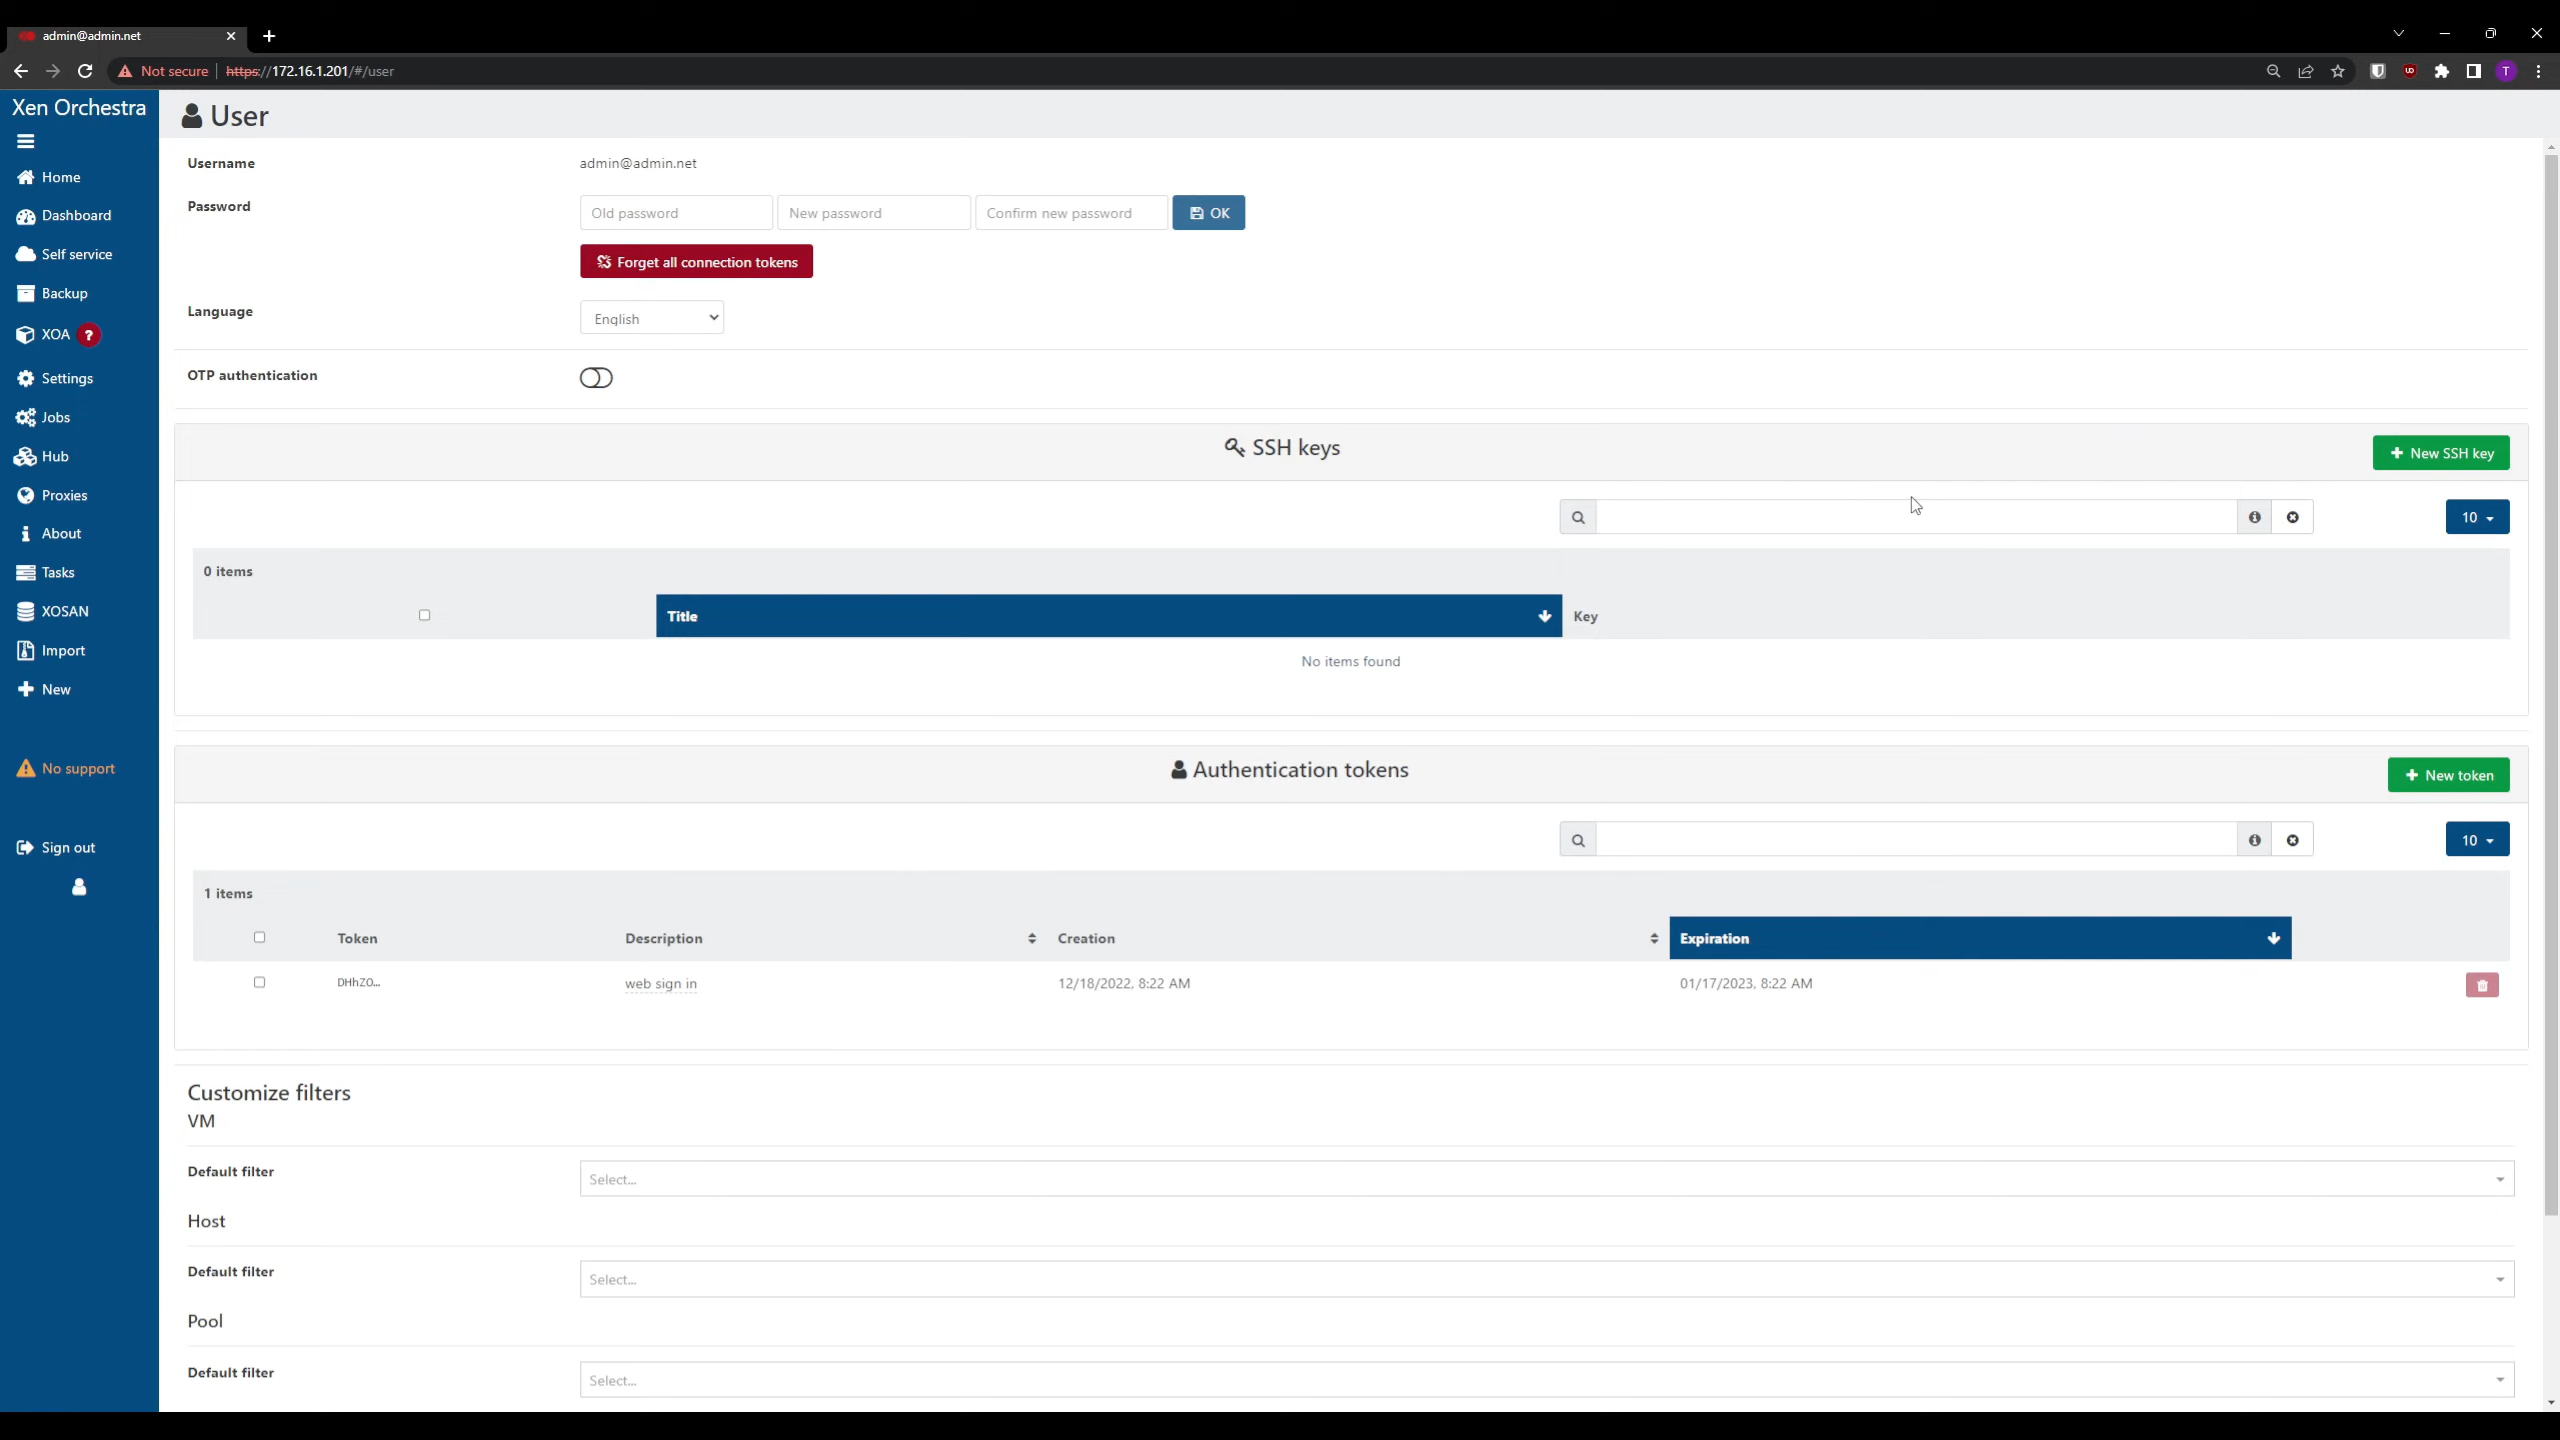 admin@admin.net
Not secure https://172.16.1.201/#/user
T
Xen Orchestra
User
Home
Dashboard
Self service
Backup
XOA ?
Settings
Jobs
Hub
Proxies
About
Tasks
XOSAN
Import
New
No support
Sign out
Username admin@admin.net
Password Old password New password Confirm new password OK
Forget all connection tokens
Language English
OTP authentication
SSH keys New SSH key
10
0 items
Title Key
No items found
Authentication tokens New token
10
1 items
Token Description Creation Expiration
DHhZO... web sign in 12/18/2022, 8:22 AM 01/17/2023, 8:22 AM
Customize filters
VM
Default filter Select...
Host
Default filter Select...
Pool
Default filter Select...